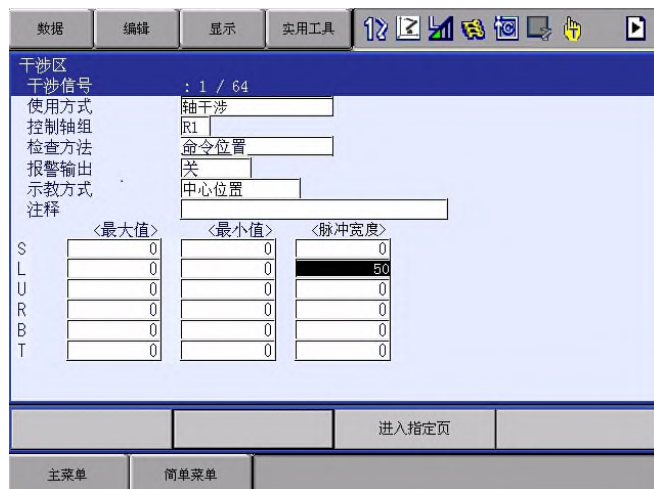 数据 编辑 显示 实用工具
干涉区
干涉信号 : 1 / 64
使用方式 轴干涉
控制轴组 R1
检查方法 命令位置
报警输出 关
示教方式 中心位置
注释
<最大值> <最小值> <脉冲宽度>
S 0 0 0
L 0 0 50
U 0 0 0
R 0 0 0
B 0 0 0
T 0 0 0
进入指定页
主菜单 简单菜单